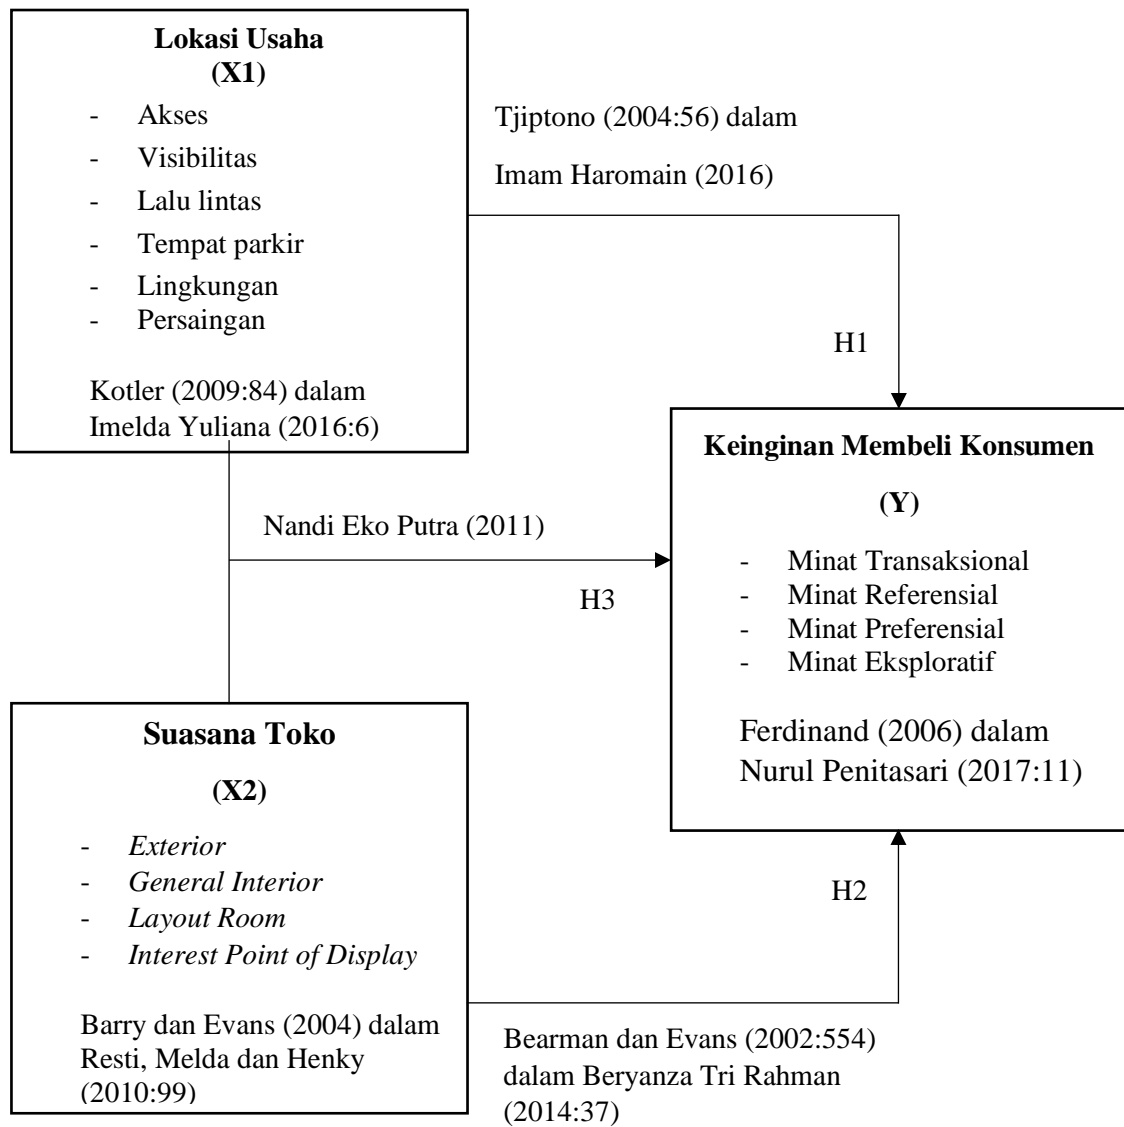 Lokasi Usaha
(X1)
- Akses
- Visibilitas
- Lalu lintas
- Tempat parkir
- Lingkungan
- Persaingan
Kotler (2009:84) dalam
Imelda Yuliana (2016:6)
Tjiptono (2004:56) dalam
Imam Haromain (2016)
H1
Nandi Eko Putra (2011)
H3
Keinginan Membeli Konsumen
(Y)
- Minat Transaksional
- Minat Referensial
- Minat Preferensial
- Minat Eksploratif
Ferdinand (2006) dalam
Nurul Penitasari (2017:11)
Suasana Toko
(X2)
- Exterior
- General Interior
- Layout Room
- Interest Point of Display
Barry dan Evans (2004) dalam
Resti, Melda dan Henky
(2010:99)
H2
Bearman dan Evans (2002:554)
dalam Beryanza Tri Rahman
(2014:37)